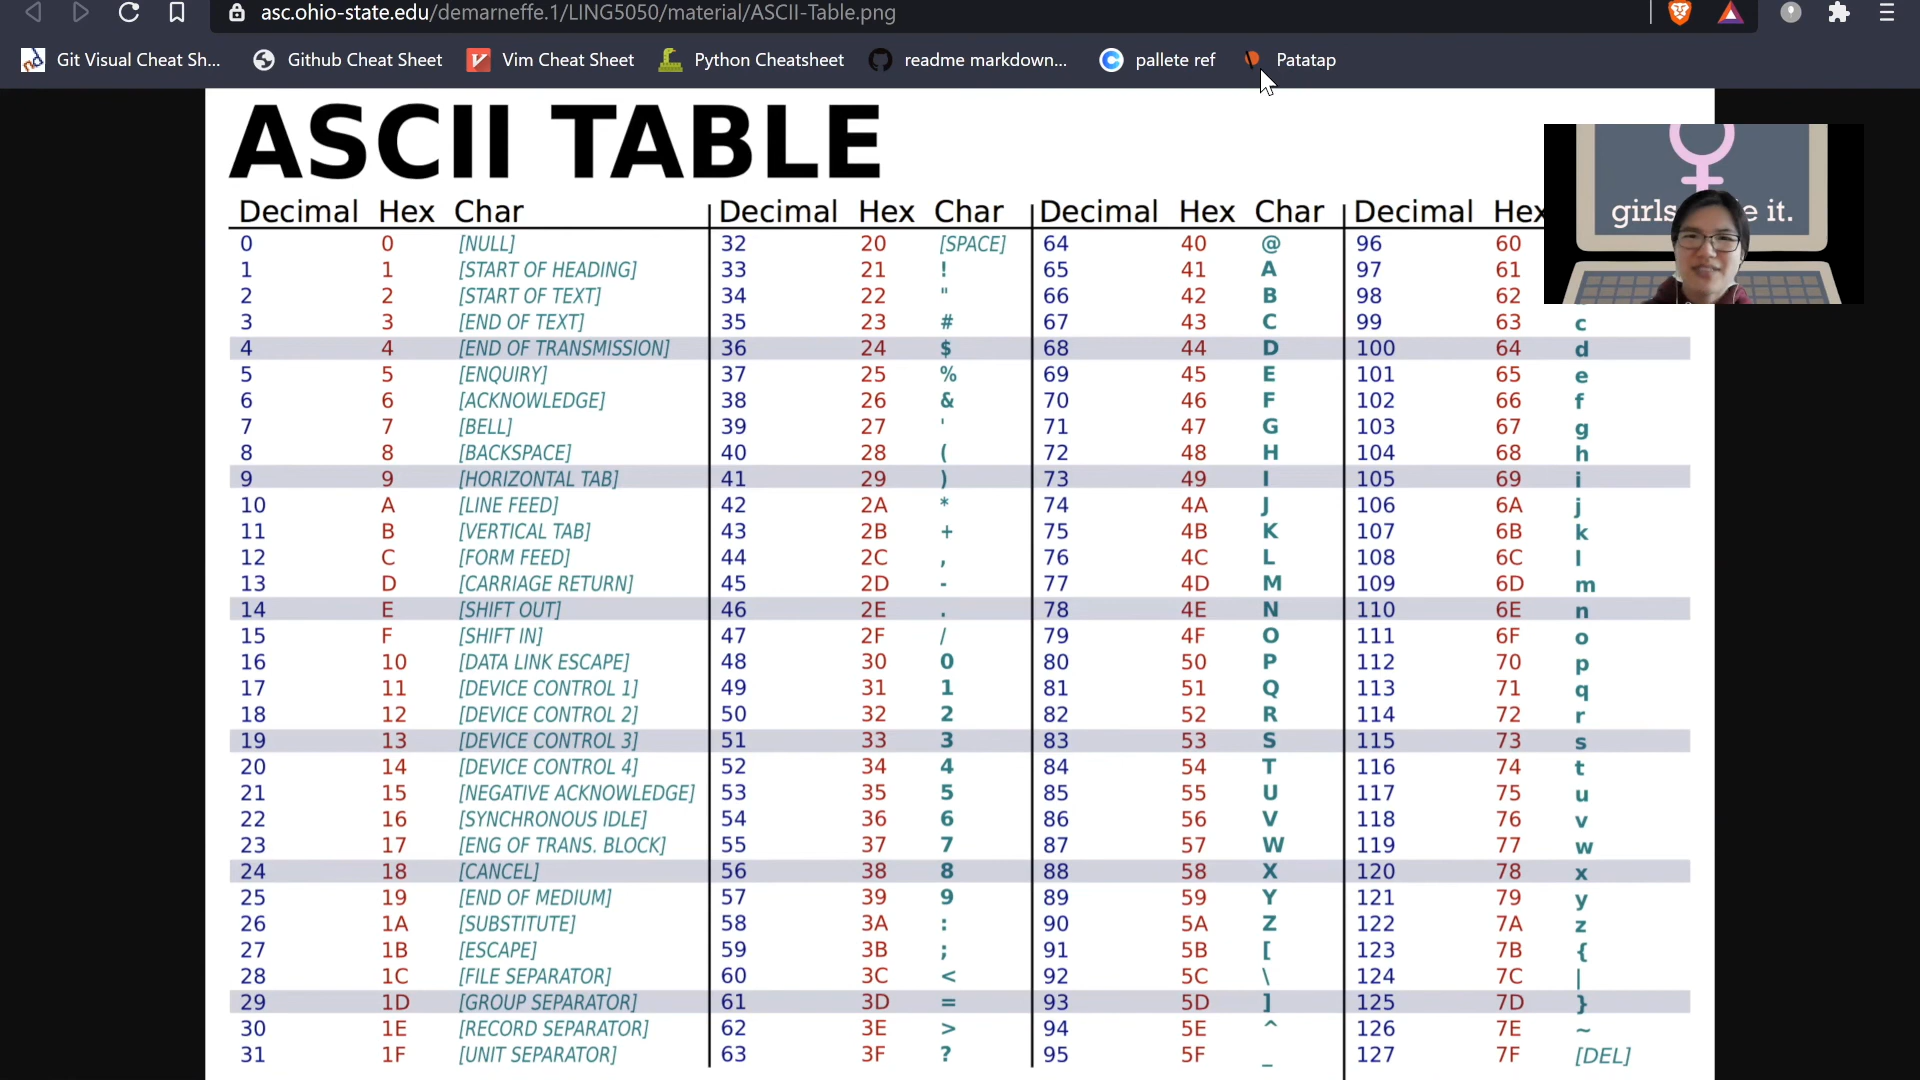 asc.ohio-state.edu/demarneffe.1/LING5050/material/ASCII-Table.png
Git Visual Cheat Sh... Github Cheat Sheet Vim Cheat Sheet Python Cheatsheet readme markdown... pallete ref Patatap
ASCII TABLE
girls it.
Decimal Hex Char Decimal Hex Char Decimal Hex Char Decimal Hex
0 0 [NULL] 32 20 [SPACE] 64 40 @ 96 60
1 1 [START OF HEADING] 33 21 ! 65 41 A 97 61
2 2 [START OF TEXT] 34 22 " 66 42 B 98 62
3 3 [END OF TEXT] 35 23 # 67 43 C 99 63 c
4 4 [END OF TRANSMISSION] 36 24 $ 68 44 D 100 64 d
5 5 [ENQUIRY] 37 25 % 69 45 E 101 65 e
6 6 [ACKNOWLEDGE] 38 26 & 70 46 F 102 66 f
7 7 [BELL] 39 27 ' 71 47 G 103 67 g
8 8 [BACKSPACE] 40 28 ( 72 48 H 104 68 h
9 9 [HORIZONTAL TAB] 41 29 ) 73 49 I 105 69 i
10 A [LINE FEED] 42 2A * 74 4A J 106 6A j
11 B [VERTICAL TAB] 43 2B + 75 4B K 107 6B k
12 C [FORM FEED] 44 2C , 76 4C L 108 6C l
13 D [CARRIAGE RETURN] 45 2D - 77 4D M 109 6D m
14 E [SHIFT OUT] 46 2E . 78 4E N 110 6E n
15 F [SHIFT IN] 47 2F / 79 4F O 111 6F o
16 10 [DATA LINK ESCAPE] 48 30 0 80 50 P 112 70 p
17 11 [DEVICE CONTROL 1] 49 31 1 81 51 Q 113 71 q
18 12 [DEVICE CONTROL 2] 50 32 2 82 52 R 114 72 r
19 13 [DEVICE CONTROL 3] 51 33 3 83 53 S 115 73 s
20 14 [DEVICE CONTROL 4] 52 34 4 84 54 T 116 74 t
21 15 [NEGATIVE ACKNOWLEDGE] 53 35 5 85 55 U 117 75 u
22 16 [SYNCHRONOUS IDLE] 54 36 6 86 56 V 118 76 v
23 17 [ENG OF TRANS. BLOCK] 55 37 7 87 57 W 119 77 w
24 18 [CANCEL] 56 38 8 88 58 X 120 78 x
25 19 [END OF MEDIUM] 57 39 9 89 59 Y 121 79 y
26 1A [SUBSTITUTE] 58 3A : 90 5A Z 122 7A z
27 1B [ESCAPE] 59 3B ; 91 5B [ 123 7B {
28 1C [FILE SEPARATOR] 60 3C < 92 5C \ 124 7C |
29 1D [GROUP SEPARATOR] 61 3D = 93 5D ] 125 7D }
30 1E [RECORD SEPARATOR] 62 3E > 94 5E ^ 126 7E ~
31 1F [UNIT SEPARATOR] 63 3F ? 95 5F _ 127 7F [DEL]